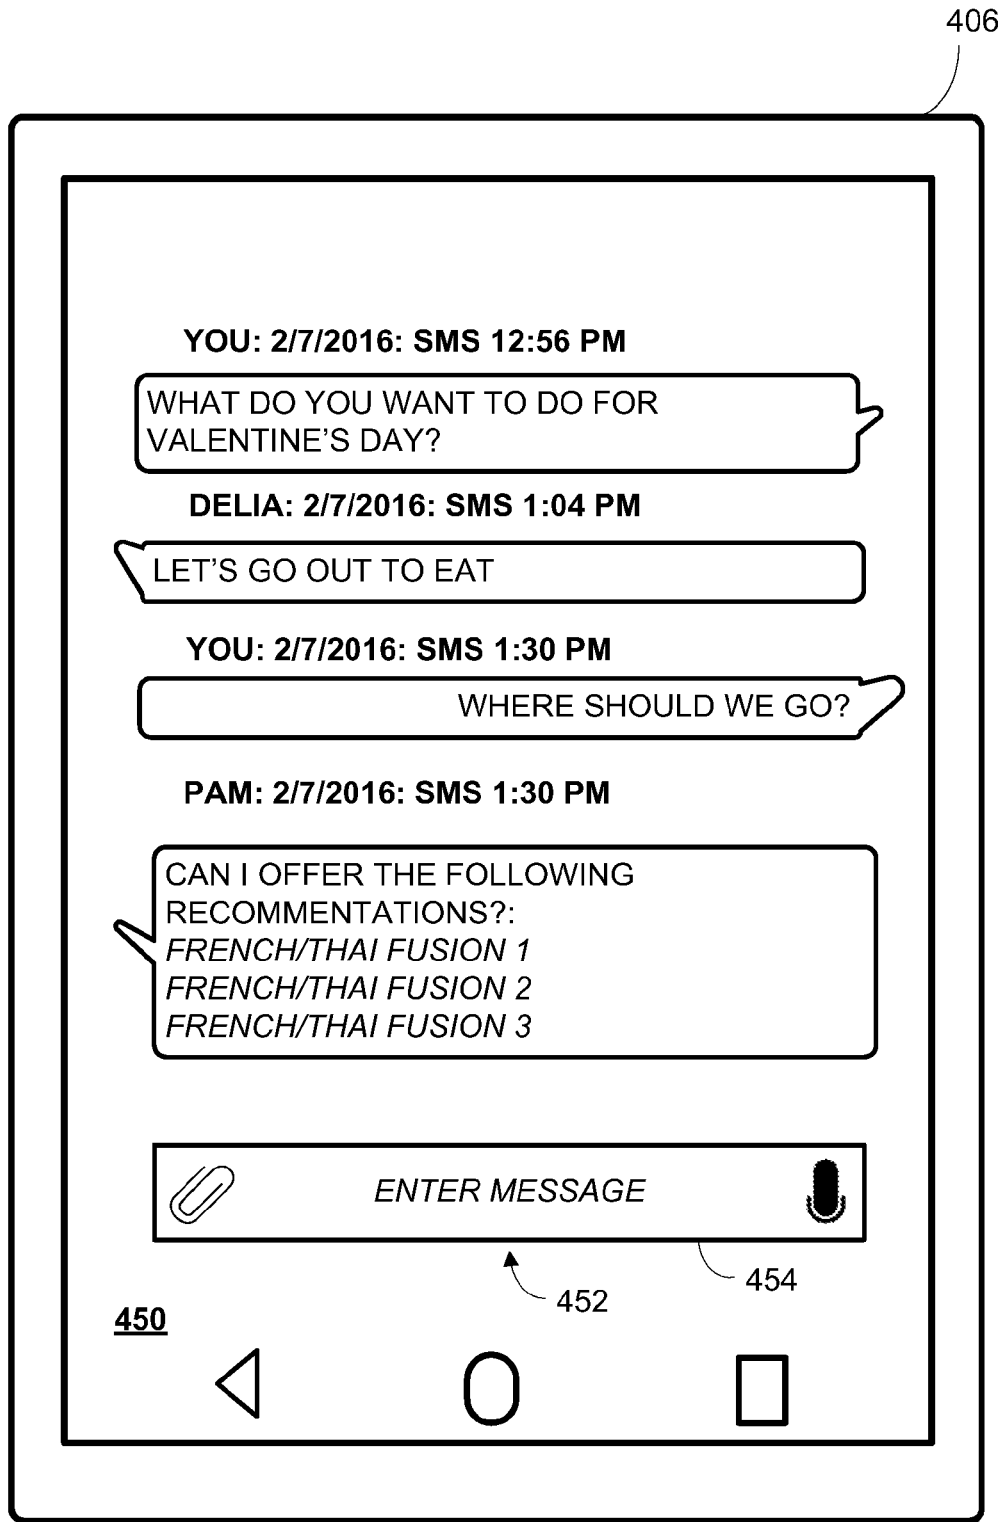 406
YOU: 2/7/2016: SMS 12:56 PM
WHAT DO YOU WANT TO DO FOR
VALENTINE'S DAY?
DELIA: 2/7/2016: SMS 1:04 PM
LET'S GO OUT TO EAT
YOU: 2/7/2016: SMS 1:30 PM
WHERE SHOULD WE GO?
PAM: 2/7/2016: SMS 1:30 PM
CAN I OFFER THE FOLLOWING
RECOMMENTATIONS?:
FRENCH/THAI FUSION 1
FRENCH/THAI FUSION 2
FRENCH/THAI FUSION 3
ENTER MESSAGE
454
452
450